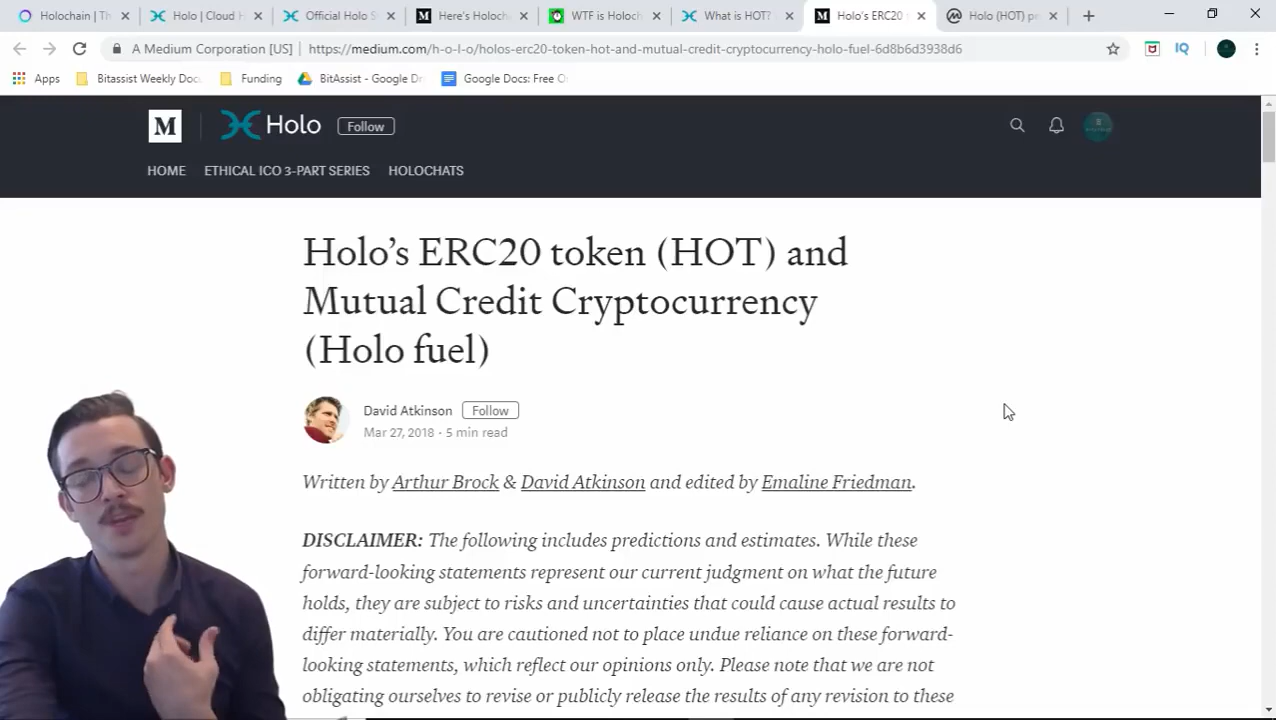 Holochain | Th
Holo | Cloud H
Official Holo S
Here's Holoch
WTF is Holoch
What is HOT?
Holo's ERC20
Holo (HOT) p
A Medium Corporation [US] | https://medium.com/h-o-l-o/holos-erc20-token-hot-and-mutual-credit-cryptocurrency-holo-fuel-6d8b6d3938d6
IQ
Apps
Bitassist Weekly Doc
Funding
BitAssist - Google Dr
Google Docs: Free O
M
Holo
Follow
HOME ETHICAL ICO 3-PART SERIES HOLOCHATS
Holo's ERC20 token (HOT) and
Mutual Credit Cryptocurrency
(Holo fuel)
David Atkinson Follow
Mar 27, 2018 · 5 min read
Written by Arthur Brock & David Atkinson and edited by Emaline Friedman.
DISCLAIMER: The following includes predictions and estimates. While these
forward-looking statements represent our current judgment on what the future
holds, they are subject to risks and uncertainties that could cause actual results to
differ materially. You are cautioned not to place undue reliance on these forward-
looking statements, which reflect our opinions only. Please note that we are not
obligating ourselves to revise or publicly release the results of any revision to these